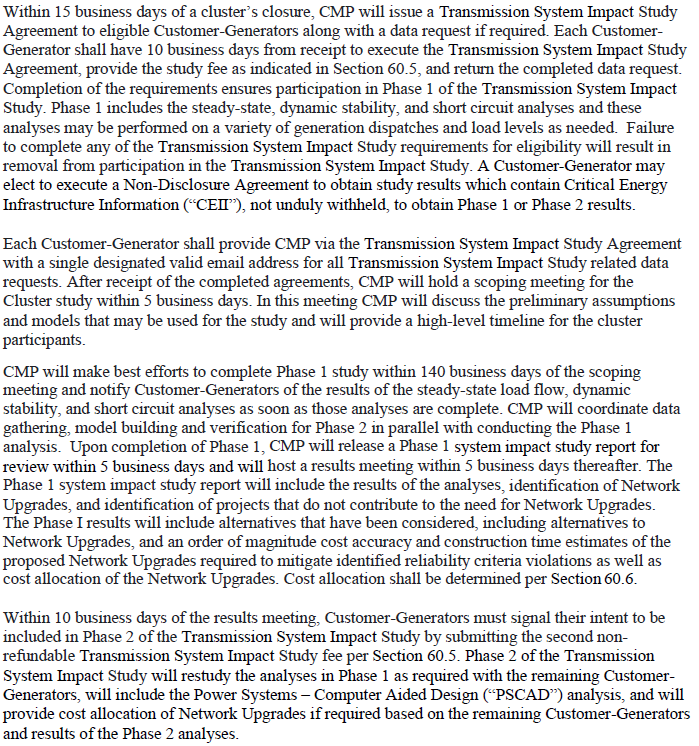 Within 15 business days of a cluster's closure, CMP will issue a Transmission System Impact Study
Agreement to eligible Customer-Generators along with a data request if required. Each Customer-
Generator shall have 10 business days from receipt to execute the Transmission System Impact Study
Agreement, provide the study fee as indicated in Section 60.5, and return the completed data request.
Completion of the requirements ensures participation in Phase 1 of the Transmission System Impact
Study. Phase 1 includes the steady-state, dynamic stability, and short circuit analyses and these
analyses may be performed on a variety of generation dispatches and load levels as needed.  Failure
to complete any of the Transmission System Impact Study requirements for eligibility will result in
removal from participation in the Transmission System Impact Study. A Customer-Generator may
elect to execute a Non-Disclosure Agreement to obtain study results which contain Critical Energy
Infrastructure Information (“CEII”), not unduly withheld, to obtain Phase 1 or Phase 2 results.

Each Customer-Generator shall provide CMP via the Transmission System Impact Study Agreement
with a single designated valid email address for all Transmission System Impact Study related data
requests. After receipt of the completed agreements, CMP will hold a scoping meeting for the
Cluster study within 5 business days. In this meeting CMP will discuss the preliminary assumptions
and models that may be used for the study and will provide a high-level timeline for the cluster
participants.

CMP will make best efforts to complete Phase 1 study within 140 business days of the scoping
meeting and notify Customer-Generators of the results of the steady-state load flow, dynamic
stability, and short circuit analyses as soon as those analyses are complete. CMP will coordinate data
gathering, model building and verification for Phase 2 in parallel with conducting the Phase 1
analysis.  Upon completion of Phase 1, CMP will release a Phase 1 system impact study report for
review within 5 business days and will host a results meeting within 5 business days thereafter. The
Phase 1 system impact study report will include the results of the analyses, identification of Network
Upgrades, and identification of projects that do not contribute to the need for Network Upgrades.
The Phase I results will include alternatives that have been considered, including alternatives to
Network Upgrades, and an order of magnitude cost accuracy and construction time estimates of the
proposed Network Upgrades required to mitigate identified reliability criteria violations as well as
cost allocation of the Network Upgrades. Cost allocation shall be determined per Section 60.6.

Within 10 business days of the results meeting, Customer-Generators must signal their intent to be
included in Phase 2 of the Transmission System Impact Study by submitting the second non-
refundable Transmission System Impact Study fee per Section 60.5. Phase 2 of the Transmission
System Impact Study will restudy the analyses in Phase 1 as required with the remaining Customer-
Generators, will include the Power Systems – Computer Aided Design (“PSCAD”) analysis, and will
provide cost allocation of Network Upgrades if required based on the remaining Customer-Generators
and results of the Phase 2 analyses.